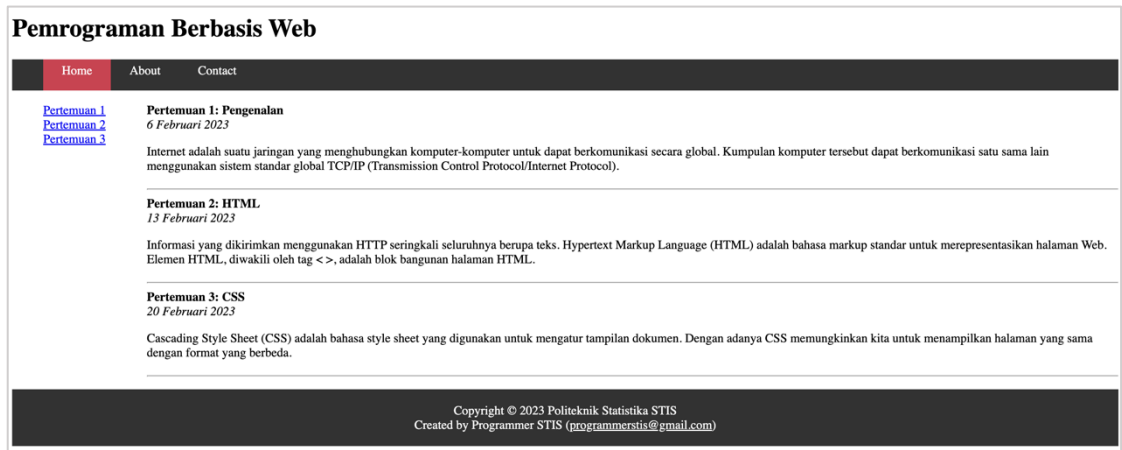 Pemrograman Berbasis Web
Home About Contact
Pertemuan 1
Pertemuan 2
Pertemuan 3
Pertemuan 1: Pengenalan
6 Februari 2023
Internet adalah suatu jaringan yang menghubungkan komputer-komputer untuk dapat berkomunikasi secara global. Kumpulan komputer tersebut dapat berkomunikasi satu sama lain
menggunakan sistem standar global TCP/IP (Transmission Control Protocol/Internet Protocol).
Pertemuan 2: HTML
13 Februari 2023
Informasi yang dikirimkan menggunakan HTTP seringkali seluruhnya berupa teks. Hypertext Markup Language (HTML) adalah bahasa markup standar untuk merepresentasikan halaman Web.
Elemen HTML, diwakili oleh tag < >, adalah blok bangunan halaman HTML.
Pertemuan 3: CSS
20 Februari 2023
Cascading Style Sheet (CSS) adalah bahasa style sheet yang digunakan untuk mengatur tampilan dokumen. Dengan adanya CSS memungkinkan kita untuk menampilkan halaman yang sama
dengan format yang berbeda.
Copyright © 2023 Politeknik Statistika STIS
Created by Programmer STIS (programmerstis@gmail.com)